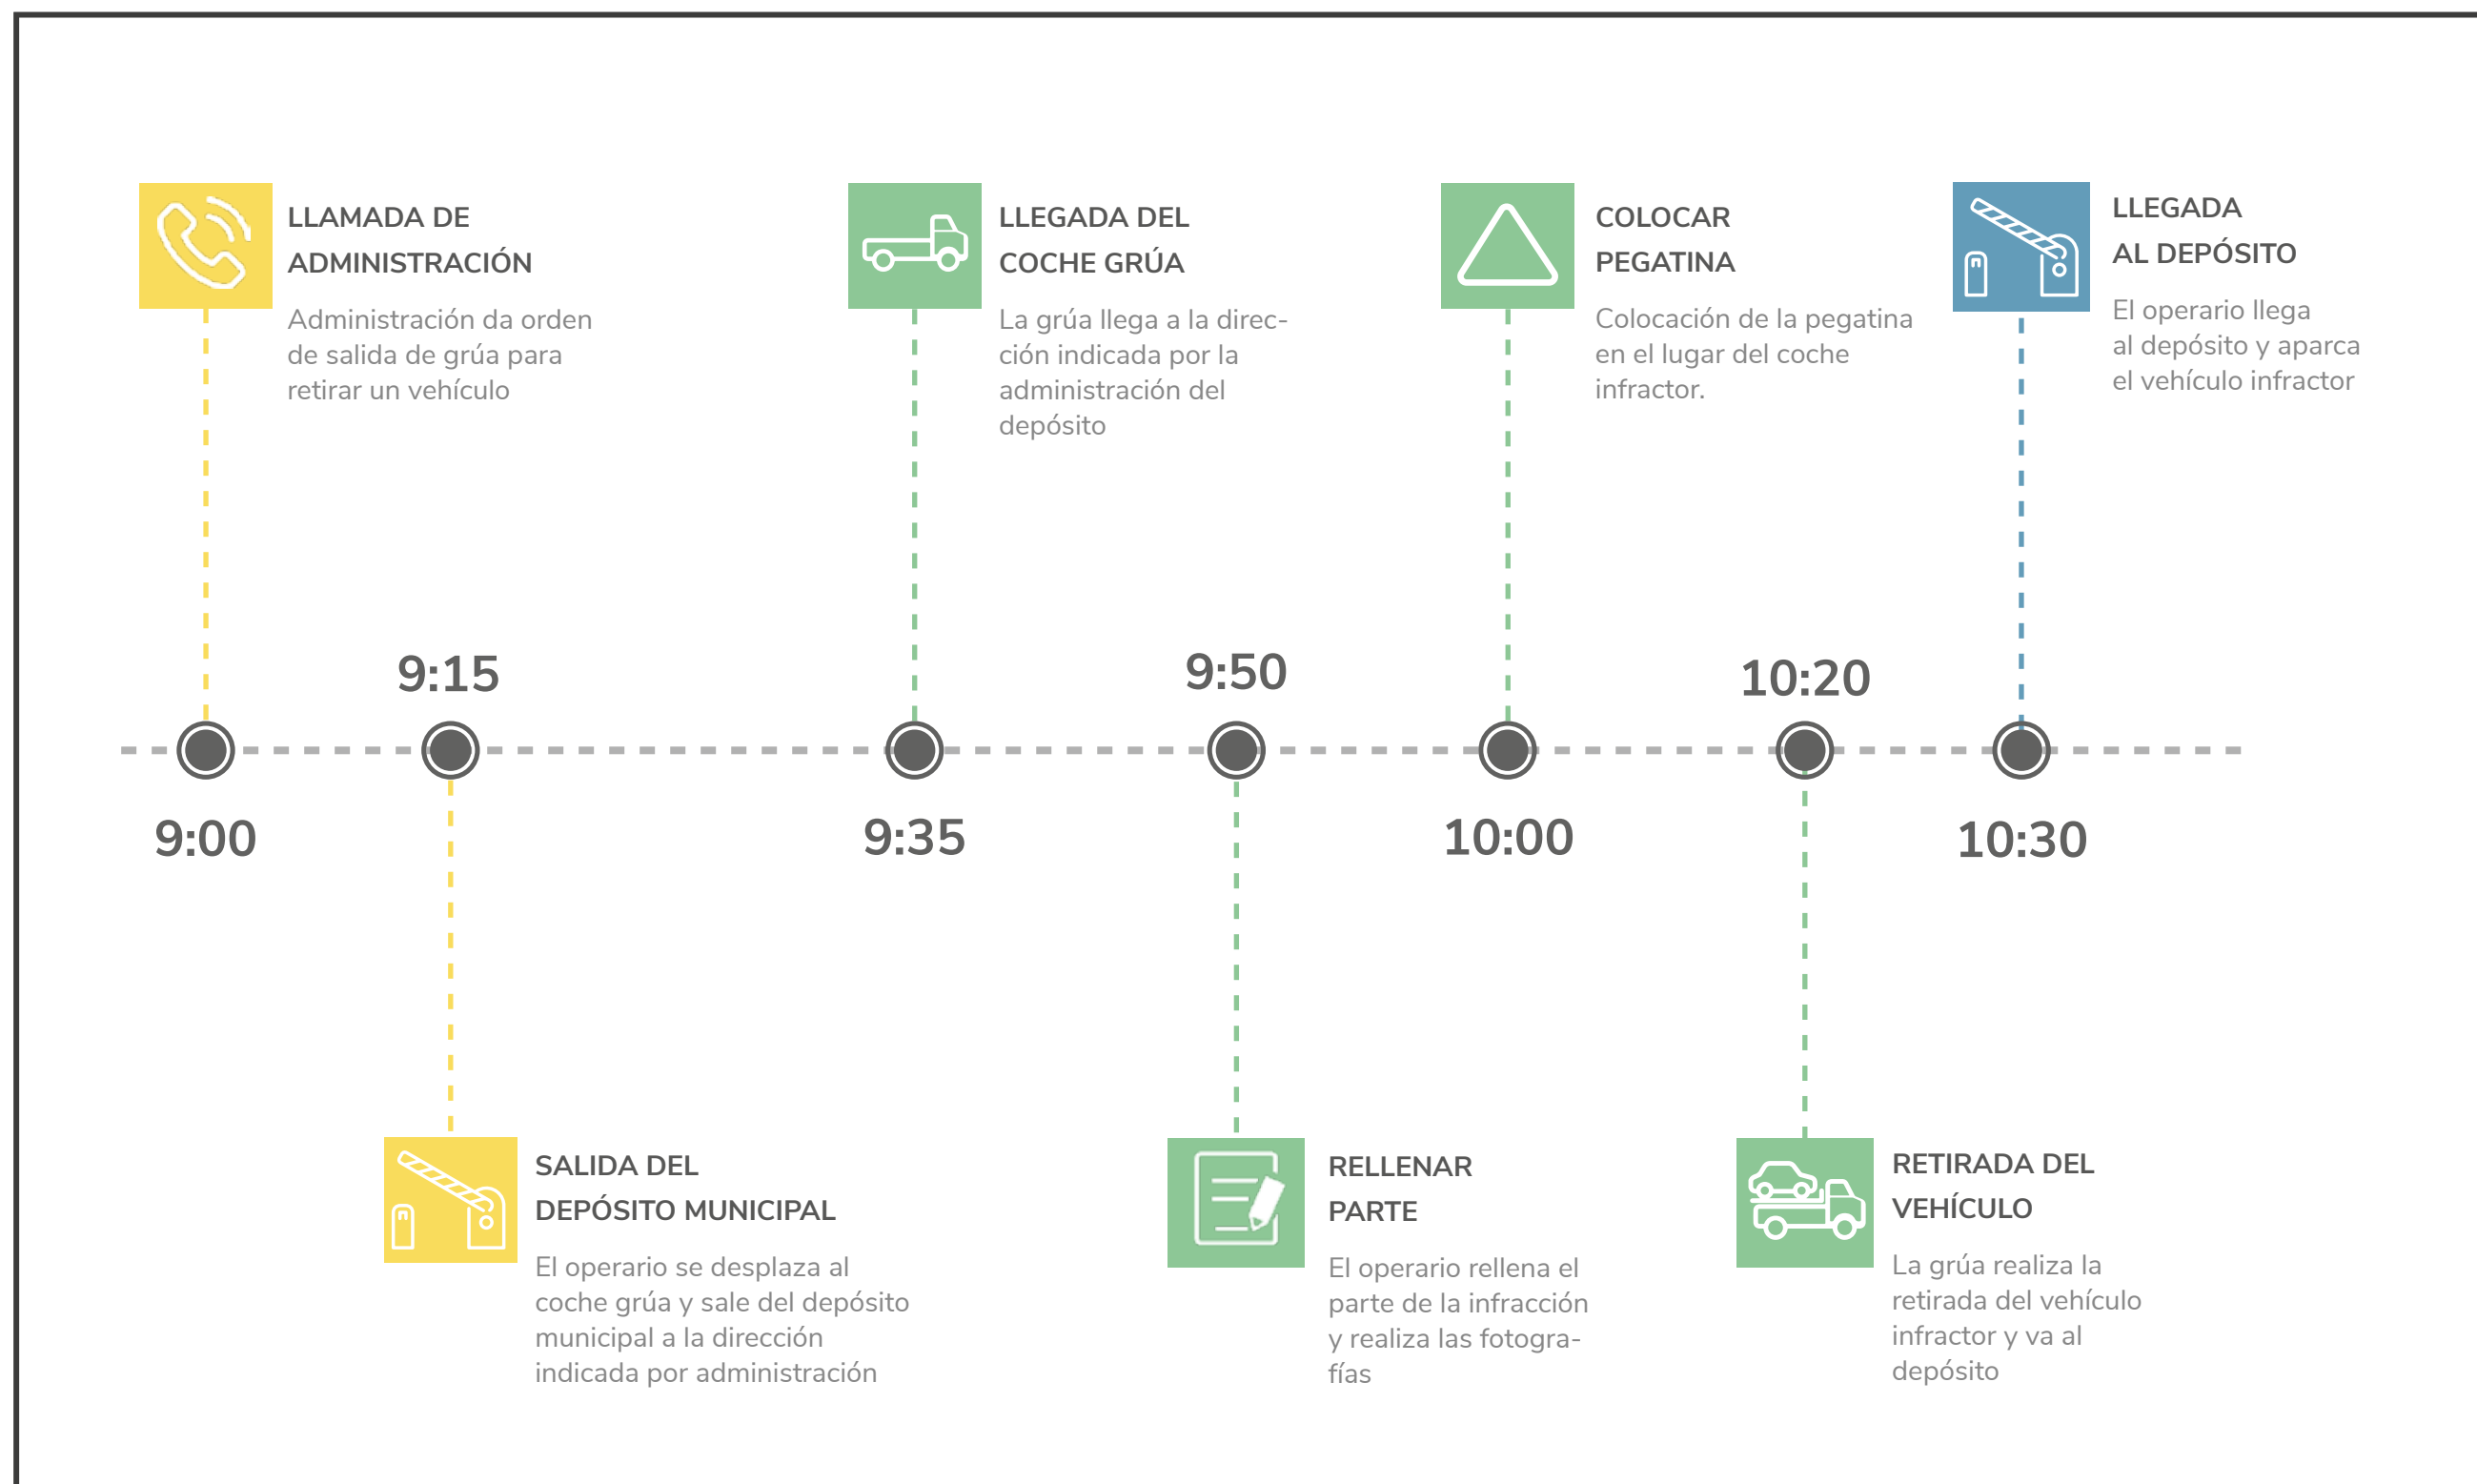 LLAMADA DE
ADMINISTRACIÓN
Administración da orden
de salida de grúa para
retirar un vehículo
9:00
9:15
SALIDA DEL
DEPÓSITO MUNICIPAL
El operario se desplaza al
coche grúa y sale del depósito
municipal a la dirección
indicada por administración
LLEGADA DEL
COCHE GRÚA
La grúa llega a la direc-
ción indicada por la
administración del
depósito
9:35
9:50
RELLENAR
PARTE
El operario rellena el
parte de la infracción
y realiza las fotogra-
fías
COLOCAR
PEGATINA
Colocación de la pegatina
en el lugar del coche
infractor.
10:00
10:20
RETIRADA DEL
VEHÍCULO
La grúa realiza la
retirada del vehículo
infractor y va al
depósito
LLEGADA
AL DEPÓSITO
El operario llega
al depósito y aparca
el vehículo infractor
10:30